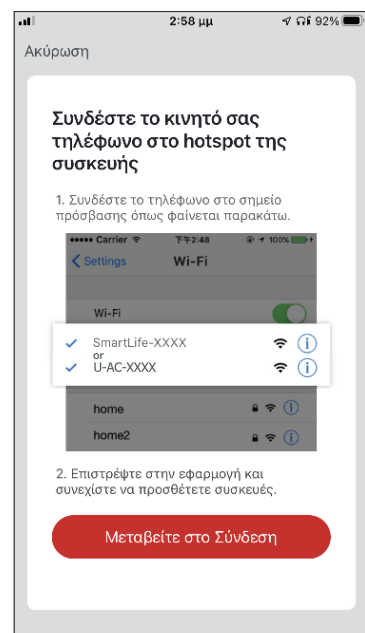 2:58 μμ 92%
Ακύρωση
Συνδέστε το κινητό σας
τηλέφωνο στο hotspot της
συσκευής
1. Συνδέστε το τηλέφωνο στο σημείο
πρόσβασης όπως φαίνεται παρακάτω.
Carrier 下午2:48 100%
Settings Wi-Fi
Wi-Fi
SmartLife-XXXX
or
U-AC-XXXX
home
home2
2. Επιστρέψτε στην εφαρμογή και
συνεχίστε να προσθέτετε συσκευές.
Μεταβείτε στο Σύνδεση